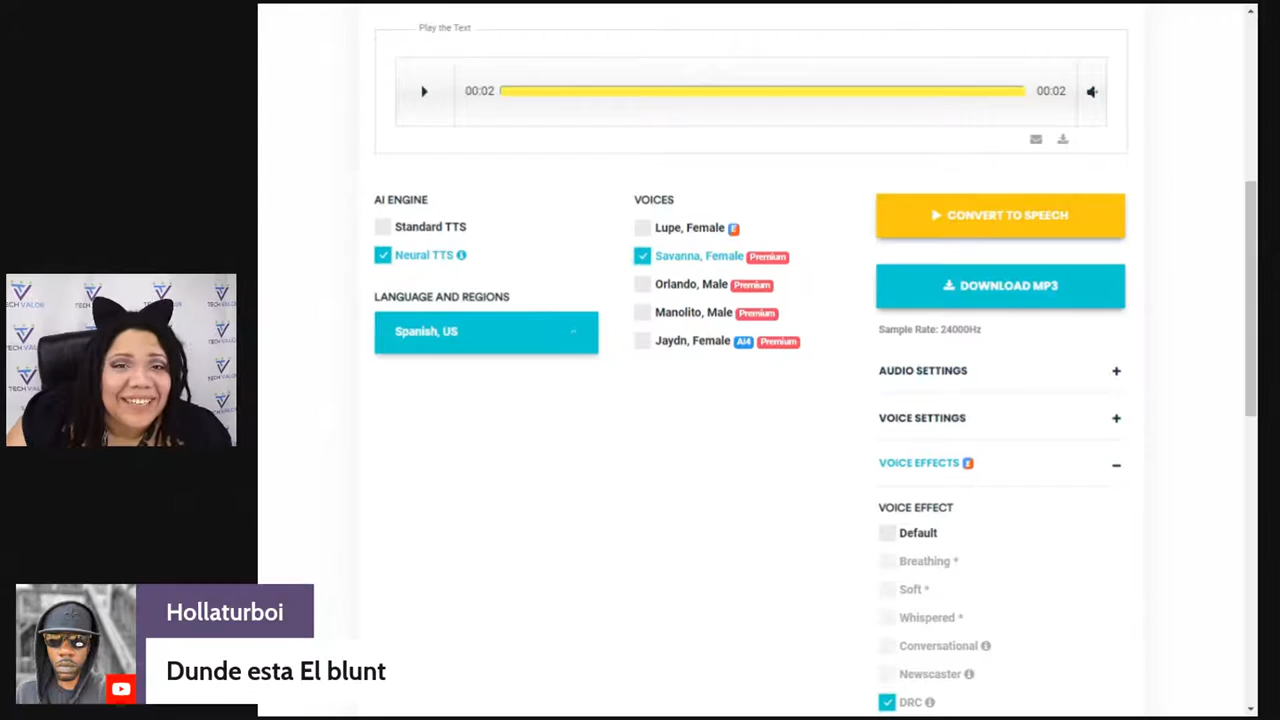 Play the Text
00:02
00:02
AI ENGINE
Standard TTS
Neural TTS
LANGUAGE AND REGIONS
Spanish, US
VOICES
Lupe, Female E
Savanna, Female Premium
Orlando, Male Premium
Manolito, Male Premium
Jaydn, Female AI4 Premium
CONVERT TO SPEECH
DOWNLOAD MP3
Sample Rate: 24000Hz
AUDIO SETTINGS +
VOICE SETTINGS +
VOICE EFFECTS E −
VOICE EFFECT
Default
Breathing *
Soft *
Whispered *
Conversational
Newscaster
DRC
TECH VALOR
Hollaturboi
Dunde esta El blunt